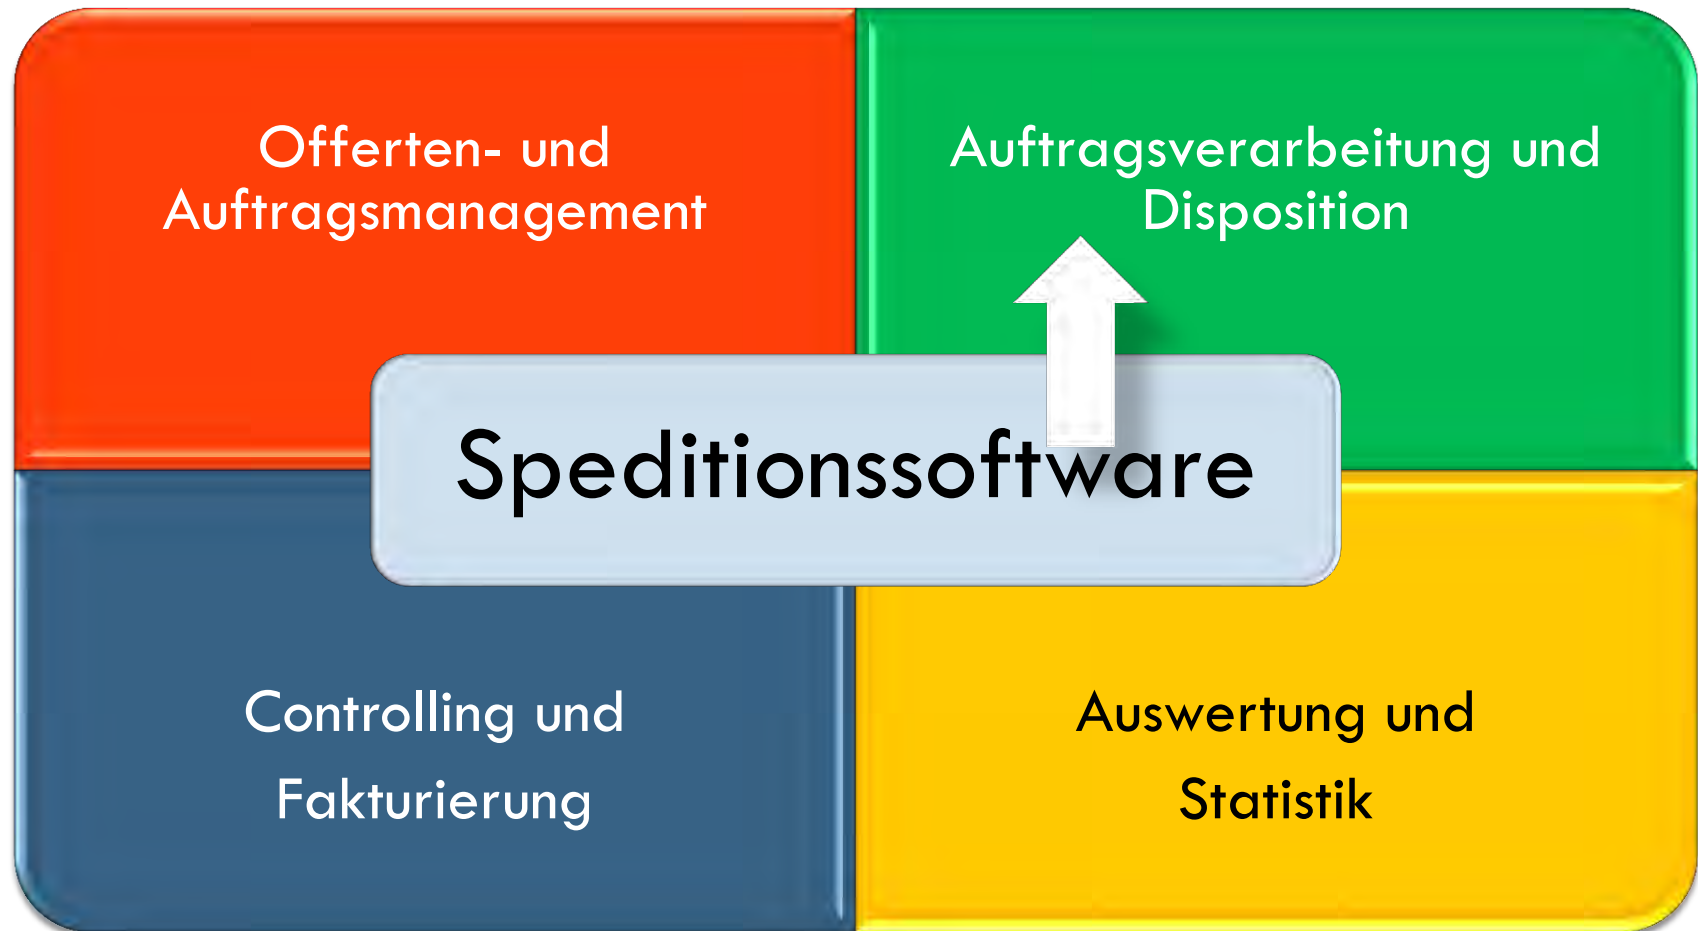 Offerten- und
Auftragsmanagement
Auftragsverarbeitung und
Disposition
Speditionssoftware
Controlling und
Fakturierung
Auswertung und
Statistik